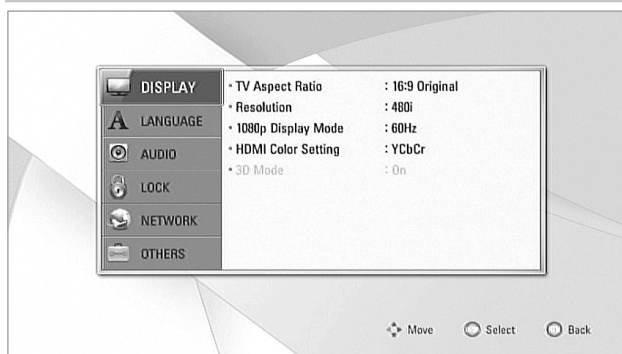 DISPLAY
LANGUAGE
AUDIO
LOCK
NETWORK
OTHERS
• TV Aspect Ratio : 16:9 Original
• Resolution : 480i
• 1080p Display Mode : 60Hz
• HDMI Color Setting : YCbCr
• 3D Mode : On
Move Select Back